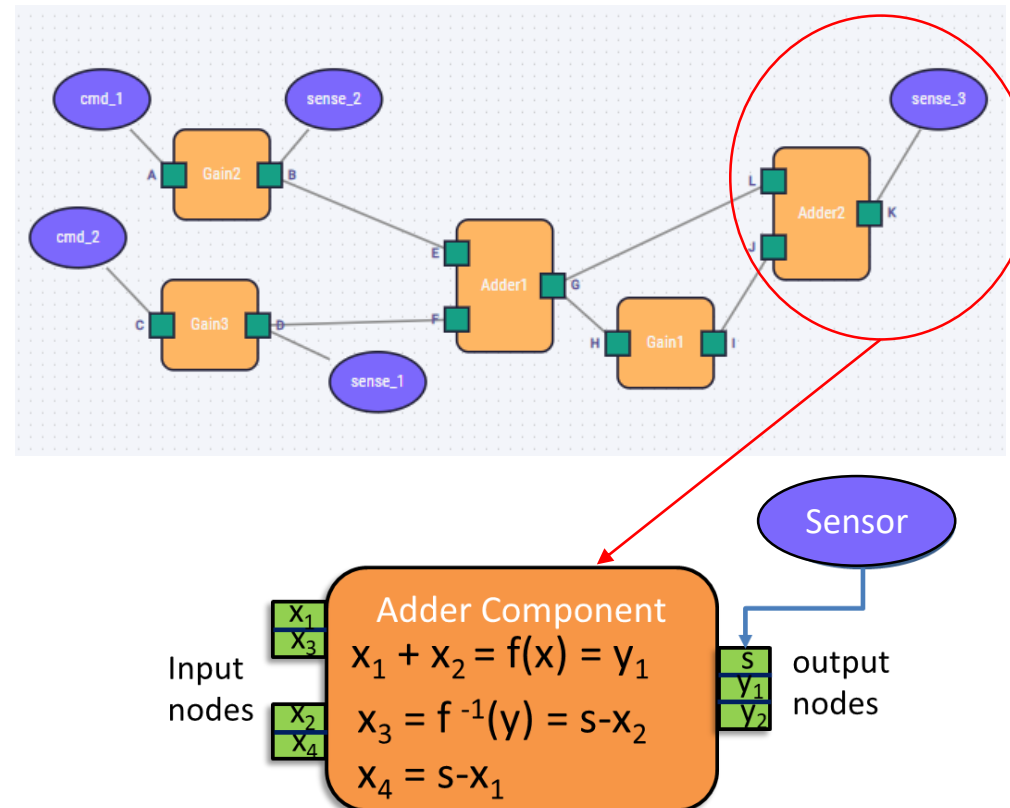 cmd_1
sense_2
sense_3
A
Gain2
B
L
Adder2
K
cmd_2
E
J
Adder1
G
C
Gain3
D
F
H
Gain1
I
sense_1
Sensor
Adder Component
x₁
x₃
x₁ + x₂ = f(x) = y₁
s
y₁
y₂
Input
nodes
output
nodes
x₂
x₄
x₃ = f ⁻¹(y) = s-x₂
x₄ = s-x₁